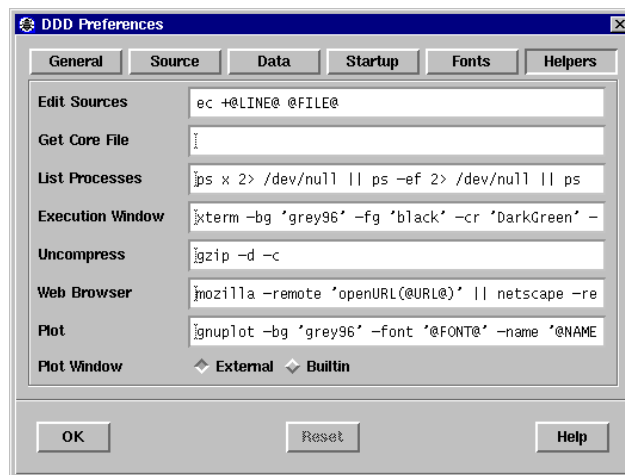 DDD Preferences
General Source Data Startup Fonts Helpers
Edit Sources ec +@LINE@ @FILE@
Get Core File
List Processes ps x 2> /dev/null || ps -ef 2> /dev/null || ps
Execution Window xterm -bg 'grey96' -fg 'black' -cr 'DarkGreen' -
Uncompress gzip -d -c
Web Browser mozilla -remote 'openURL(@URL@)' || netscape -re
Plot gnuplot -bg 'grey96' -font '@FONT@' -name '@NAME
Plot Window External Builtin
OK Reset Help